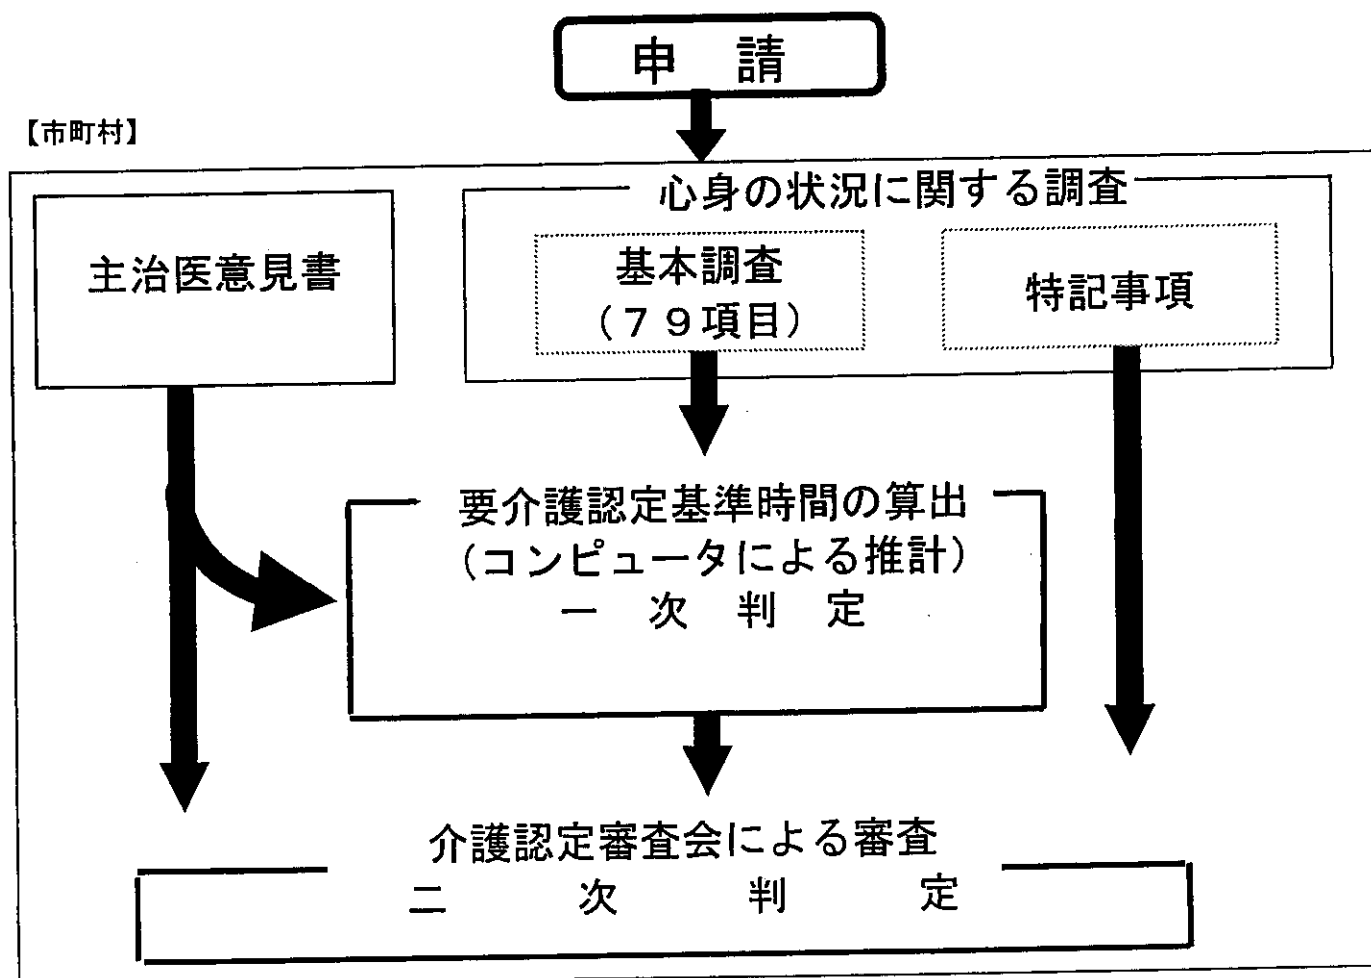 申 請
【市町村】
心身の状況に関する調査
主治医意見書
基本調査
(79項目)
特記事項
要介護認定基準時間の算出
(コンピュータによる推計)
一 次 判 定
介護認定審査会による審査
二 次 判 定